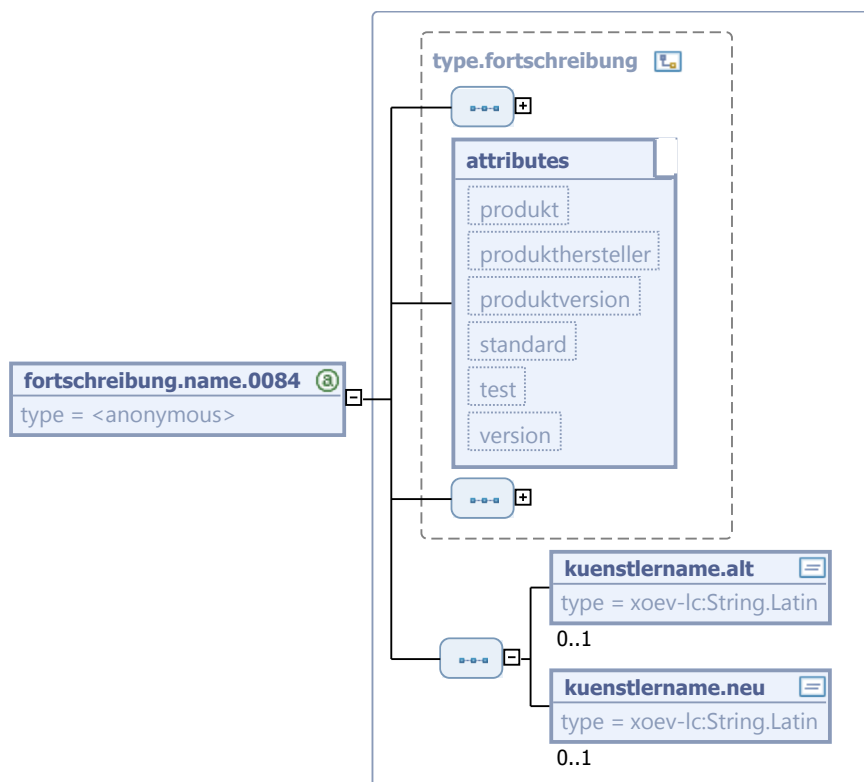 type.fortschreibung
attributes
produkt
produkthersteller
produktversion
standard
test
version
fortschreibung.name.0084 a
type = <anonymous>
kuenstlername.alt
type = xoev-lc:String.Latin
0..1
kuenstlername.neu
type = xoev-lc:String.Latin
0..1